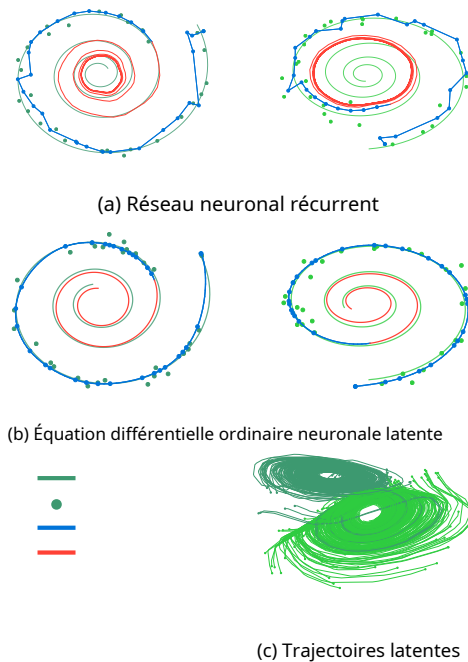 (a) Réseau neuronal récurrent
(b) Équation différentielle ordinaire neuronale latente
(c) Trajectoires latentes